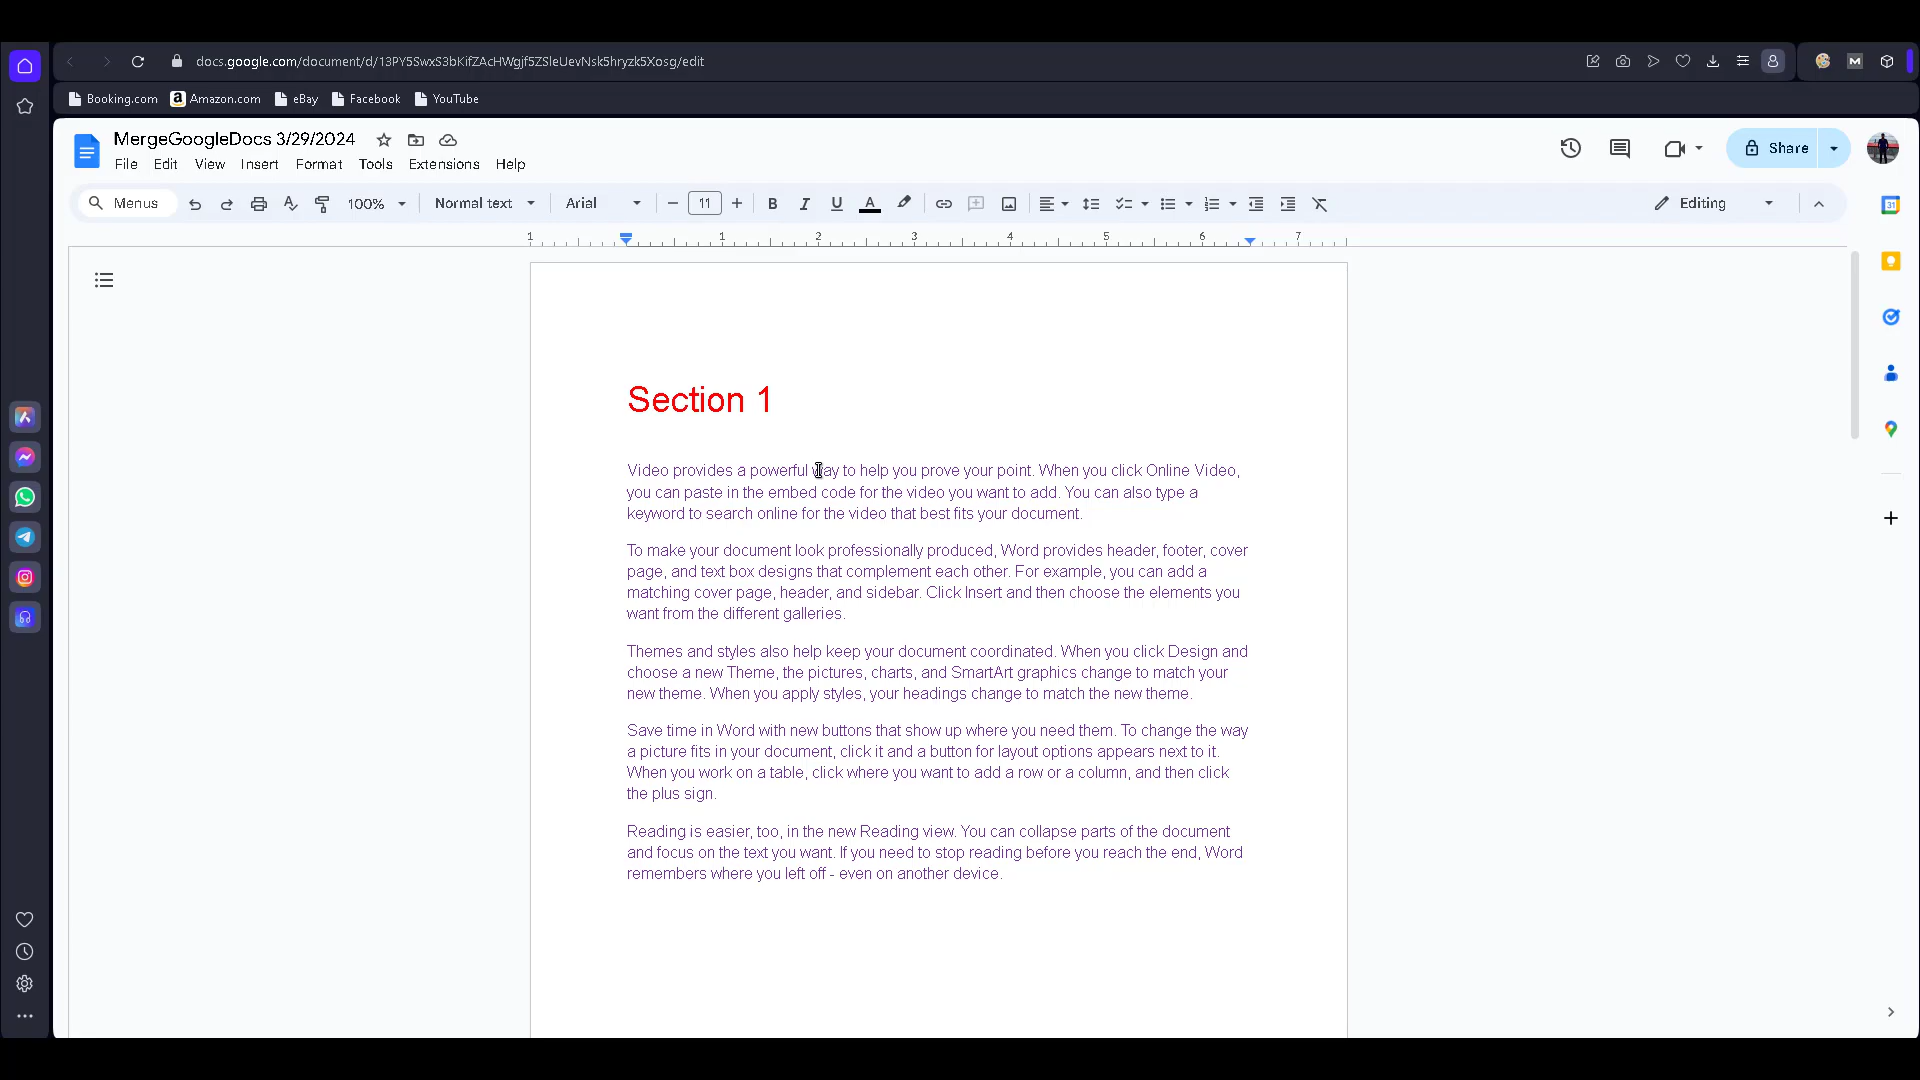 docs.google.com/document/d/13PY5SwxS3bKifZAcHWgjf5ZSleUevNsk5hryzk5Xosg/edit
Booking.com Amazon.com eBay Facebook YouTube
MergeGoogleDocs 3/29/2024
File Edit View Insert Format Tools Extensions Help
Share
Menus 100% Normal text Arial 11 Editing
1 1 2 3 4 5 6 7
Section 1
Video provides a powerful way to help you prove your point. When you click Online Video,
you can paste in the embed code for the video you want to add. You can also type a
keyword to search online for the video that best fits your document.
To make your document look professionally produced, Word provides header, footer, cover
page, and text box designs that complement each other. For example, you can add a
matching cover page, header, and sidebar. Click Insert and then choose the elements you
want from the different galleries.
Themes and styles also help keep your document coordinated. When you click Design and
choose a new Theme, the pictures, charts, and SmartArt graphics change to match your
new theme. When you apply styles, your headings change to match the new theme.
Save time in Word with new buttons that show up where you need them. To change the way
a picture fits in your document, click it and a button for layout options appears next to it.
When you work on a table, click where you want to add a row or a column, and then click
the plus sign.
Reading is easier, too, in the new Reading view. You can collapse parts of the document
and focus on the text you want. If you need to stop reading before you reach the end, Word
remembers where you left off - even on another device.